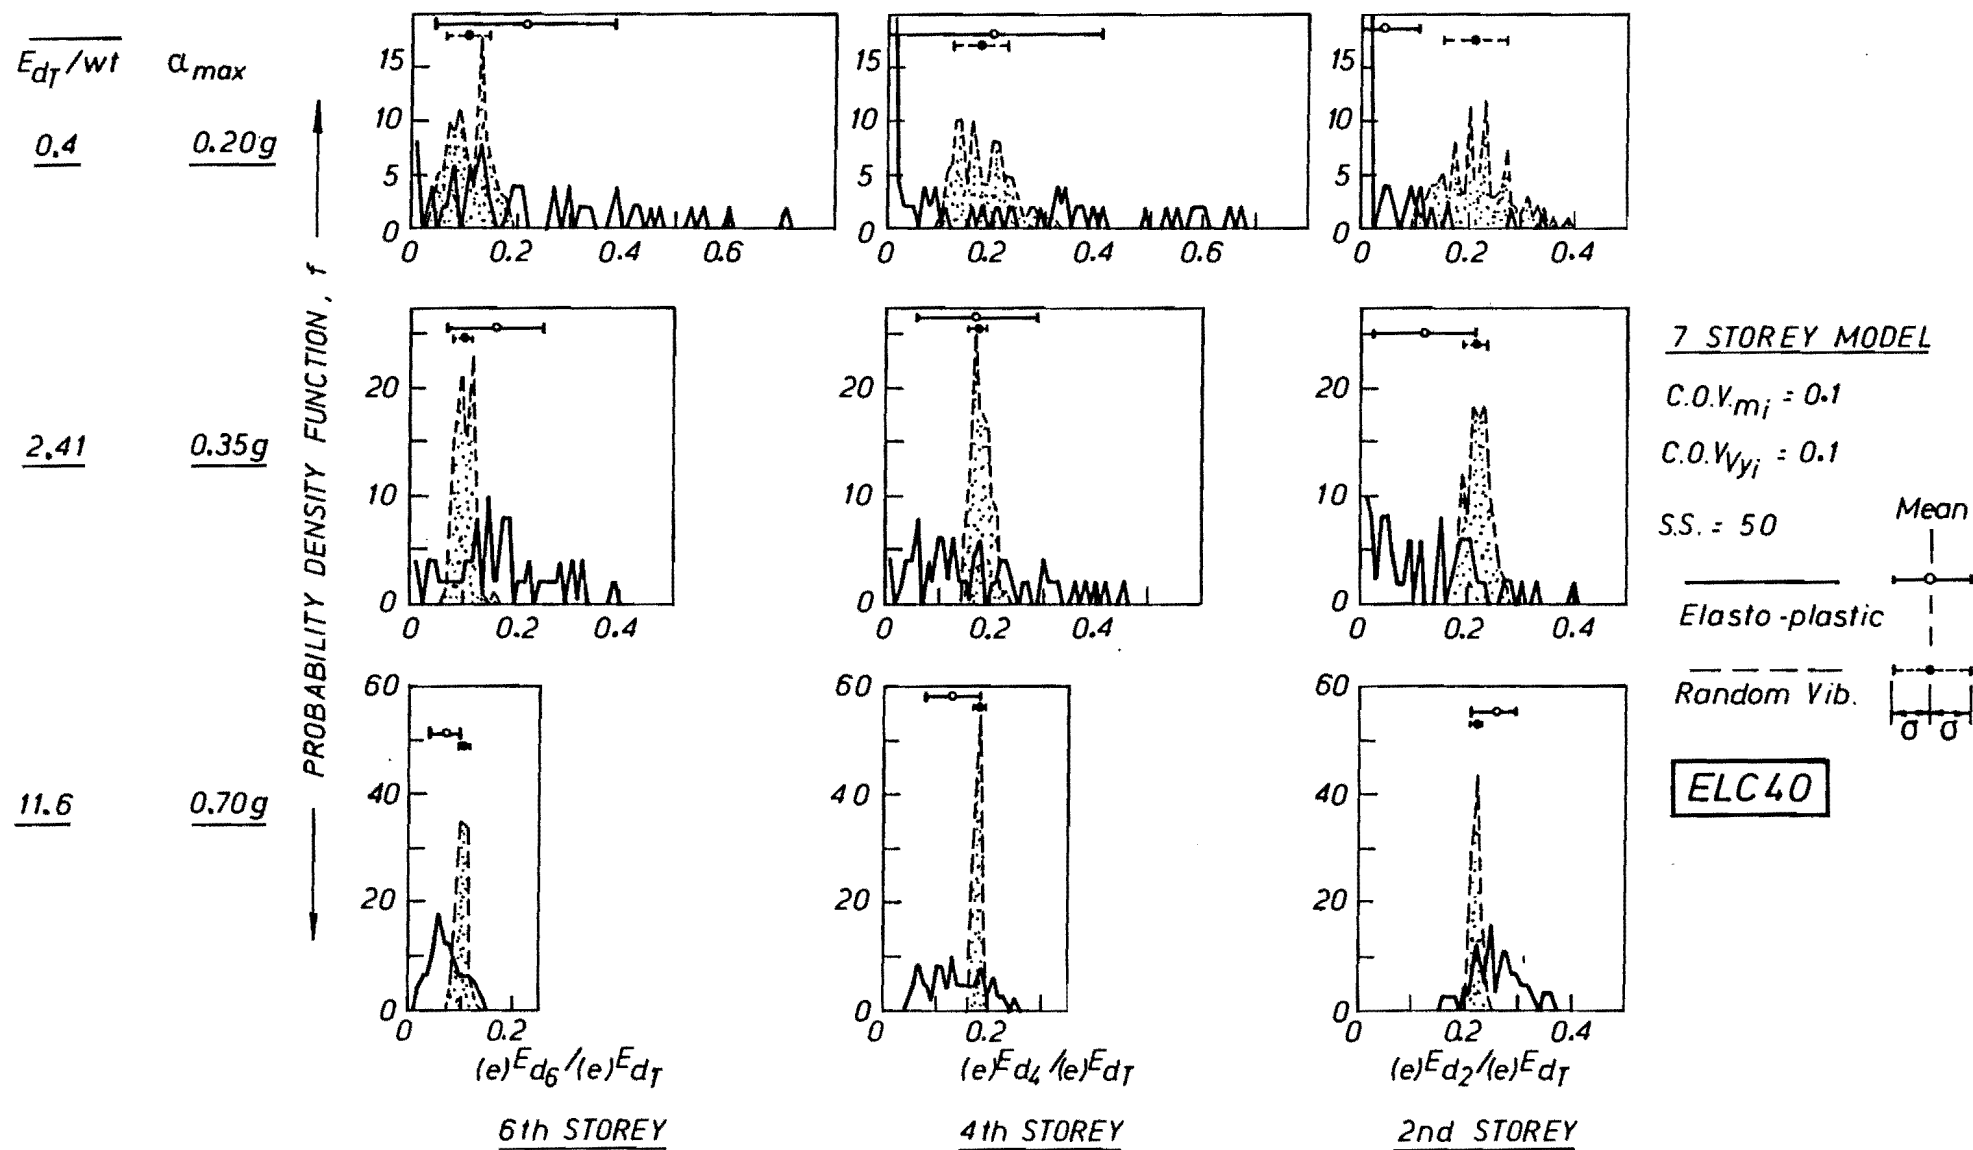 E_dT/wt α_max
0.4 0.20g
2.41 0.35g
11.6 0.70g
PROBABILITY DENSITY FUNCTION, f
15 10 5 0
0 0.2 0.4 0.6
15 10 5 0
0 0.2 0.4 0.6
15 10 5 0
0 0.2 0.4
20 10 0
0 0.2 0.4
20 10 0
0 0.2 0.4
20 10 0
0 0.2 0.4
60 40 20 0
0 0.2
60 40 20 0
0 0.2
60 40 20 0
0 0.2 0.4
(e)E_d6/(e)E_dT
(e)E_d4/(e)E_dT
(e)E_d2/(e)E_dT
6th STOREY
4th STOREY
2nd STOREY
7 STOREY MODEL
C.O.V._mi = 0.1
C.O.V_Vyi = 0.1
S.S. = 50
Mean
Elasto-plastic
Random Vib.
σ σ
ELC40